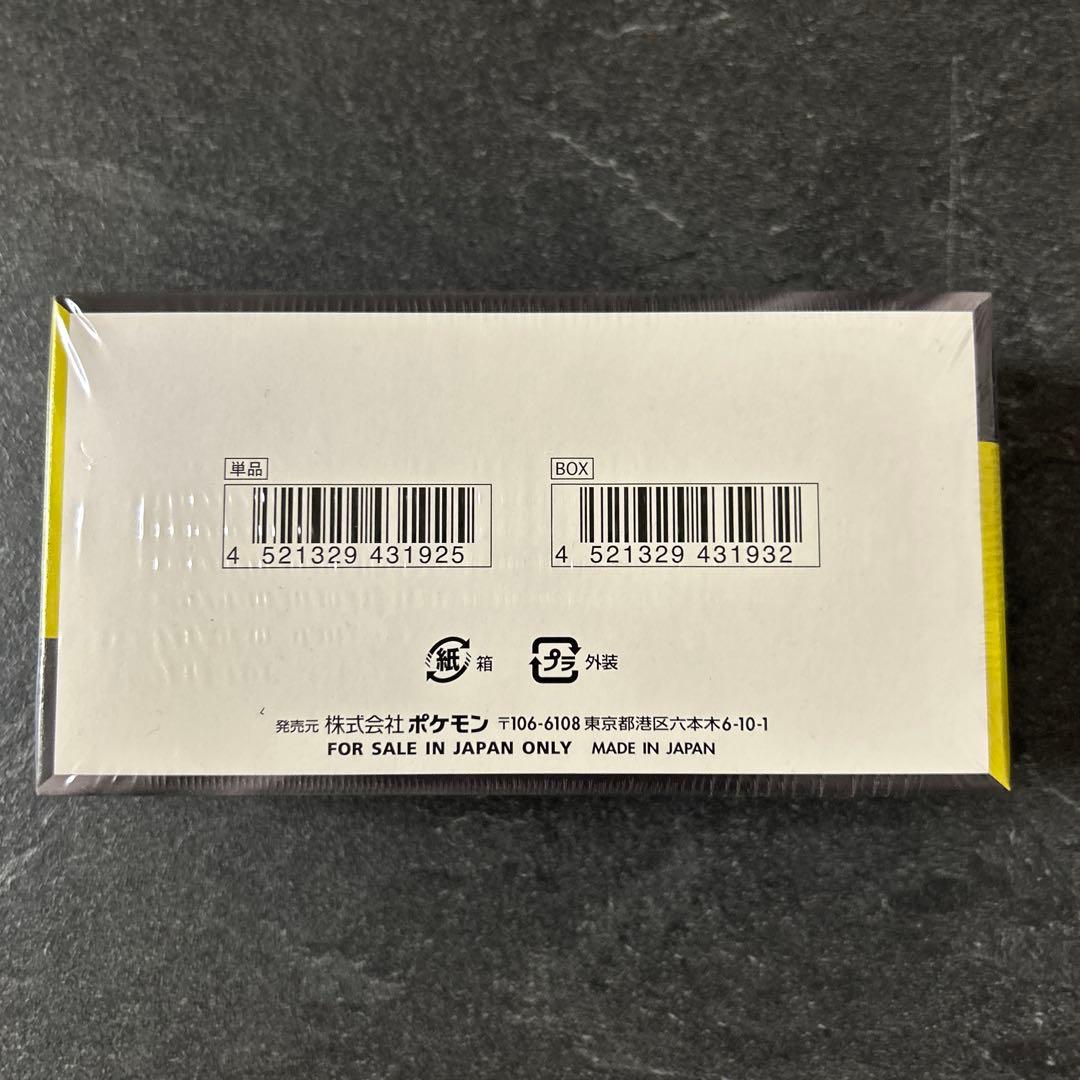 単品
BOX
4 521329 431925
4 521329 431932
紙 箱
プラ 外装
発売元 株式会社 ポケモン 〒106-6108 東京都港区六本木6-10-1
FOR SALE IN JAPAN ONLY MADE IN JAPAN